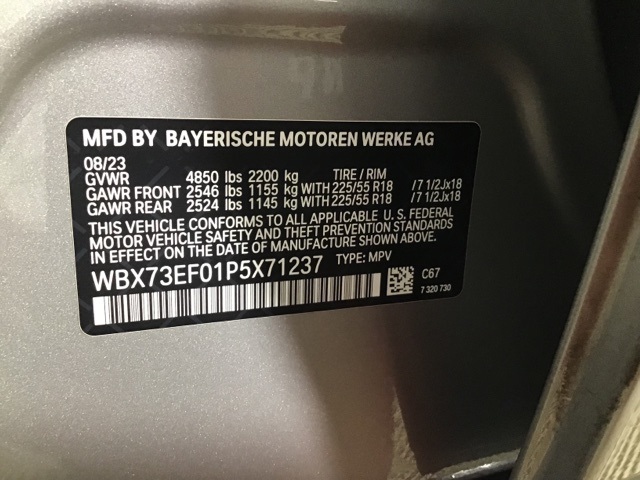 MFD BY BAYERISCHE MOTOREN WERKE AG
08/23
GVWR 4850 lbs 2200 kg TIRE / RIM
GAWR FRONT 2546 lbs 1155 kg WITH 225/55 R18 /7 1/2Jx18
GAWR REAR 2524 lbs 1145 kg WITH 225/55 R18 /7 1/2Jx18
THIS VEHICLE CONFORMS TO ALL APPLICABLE U. S. FEDERAL
MOTOR VEHICLE SAFETY AND THEFT PREVENTION STANDARDS
IN EFFECT ON THE DATE OF MANUFACTURE SHOWN ABOVE.
WBX73EF01P5X71237 TYPE: MPV
C67
7 320 730